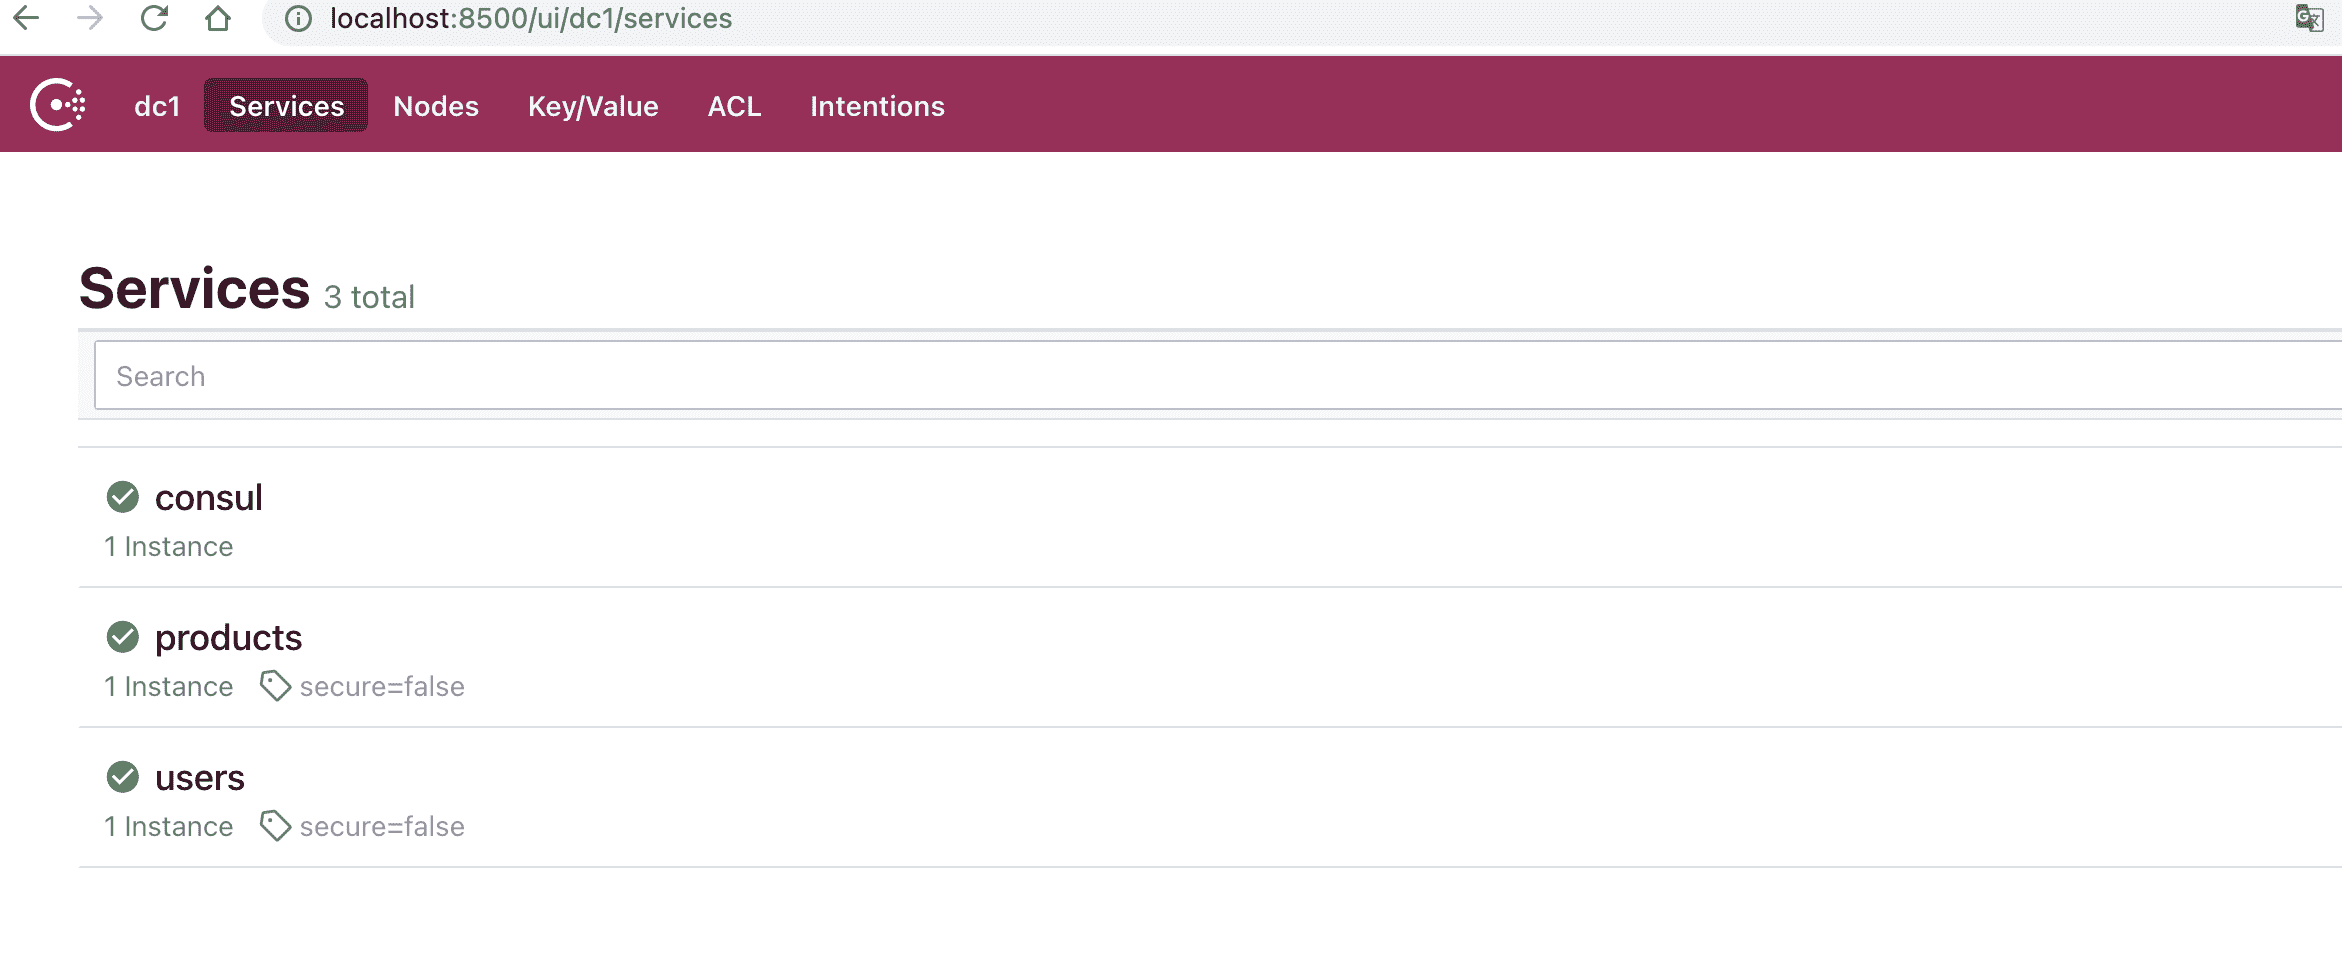 localhost:8500/ui/dc1/services
dc1 Services Nodes Key/Value ACL Intentions
Services 3 total
Search
consul
1 Instance
products
1 Instance secure=false
users
1 Instance secure=false